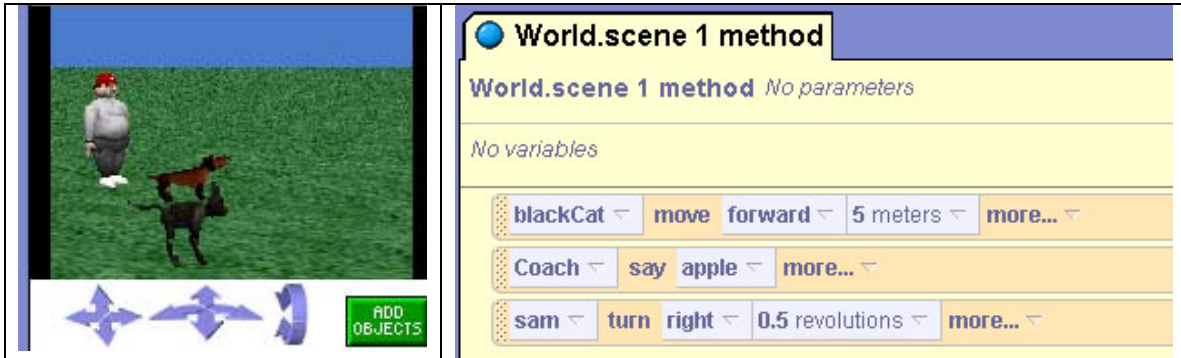 ADD
OBJECTS
World.scene 1 method
World.scene 1 method No parameters
No variables
blackCat move forward 5 meters more...
Coach say apple more...
sam turn right 0.5 revolutions more...